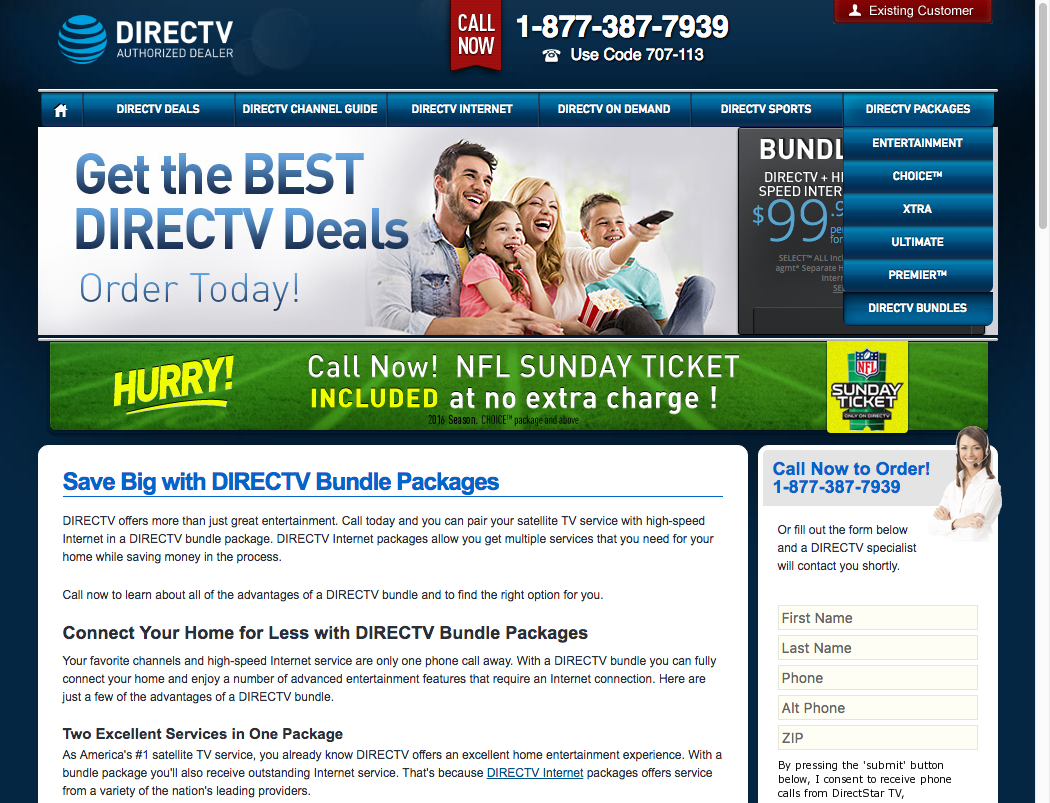 DIRECTV
AUTHORIZED DEALER
CALL
NOW
1-877-387-7939
Use Code 707-113
Existing Customer
DIRECTV DEALS
DIRECTV CHANNEL GUIDE
DIRECTV INTERNET
DIRECTV ON DEMAND
DIRECTV SPORTS
DIRECTV PACKAGES
ENTERTAINMENT
CHOICE™
XTRA
ULTIMATE
PREMIER™
DIRECTV BUNDLES
Get the BEST
DIRECTV Deals
Order Today!
BUNDL
DIRECTV + HI
SPEED INTER
$99.9
per
for
SELECT™ ALL Incl
agmt* Separate H
Intern
SEL
HURRY!
Call Now! NFL SUNDAY TICKET
INCLUDED at no extra charge !
2016 Season. CHOICE™ package and above
NFL
SUNDAY
TICKET
ONLY ON DIRECTV
Save Big with DIRECTV Bundle Packages
DIRECTV offers more than just great entertainment. Call today and you can pair your satellite TV service with high-speed
Internet in a DIRECTV bundle package. DIRECTV Internet packages allow you get multiple services that you need for your
home while saving money in the process.
Call now to learn about all of the advantages of a DIRECTV bundle and to find the right option for you.
Connect Your Home for Less with DIRECTV Bundle Packages
Your favorite channels and high-speed Internet service are only one phone call away. With a DIRECTV bundle you can fully
connect your home and enjoy a number of advanced entertainment features that require an Internet connection. Here are
just a few of the advantages of a DIRECTV bundle.
Two Excellent Services in One Package
As America's #1 satellite TV service, you already know DIRECTV offers an excellent home entertainment experience. With a
bundle package you'll also receive outstanding Internet service. That's because DIRECTV Internet packages offers service
from a variety of the nation's leading providers.
Call Now to Order!
1-877-387-7939
Or fill out the form below
and a DIRECTV specialist
will contact you shortly.
First Name
Last Name
Phone
Alt Phone
ZIP
By pressing the 'submit' button
below, I consent to receive phone
calls from DirectStar TV,